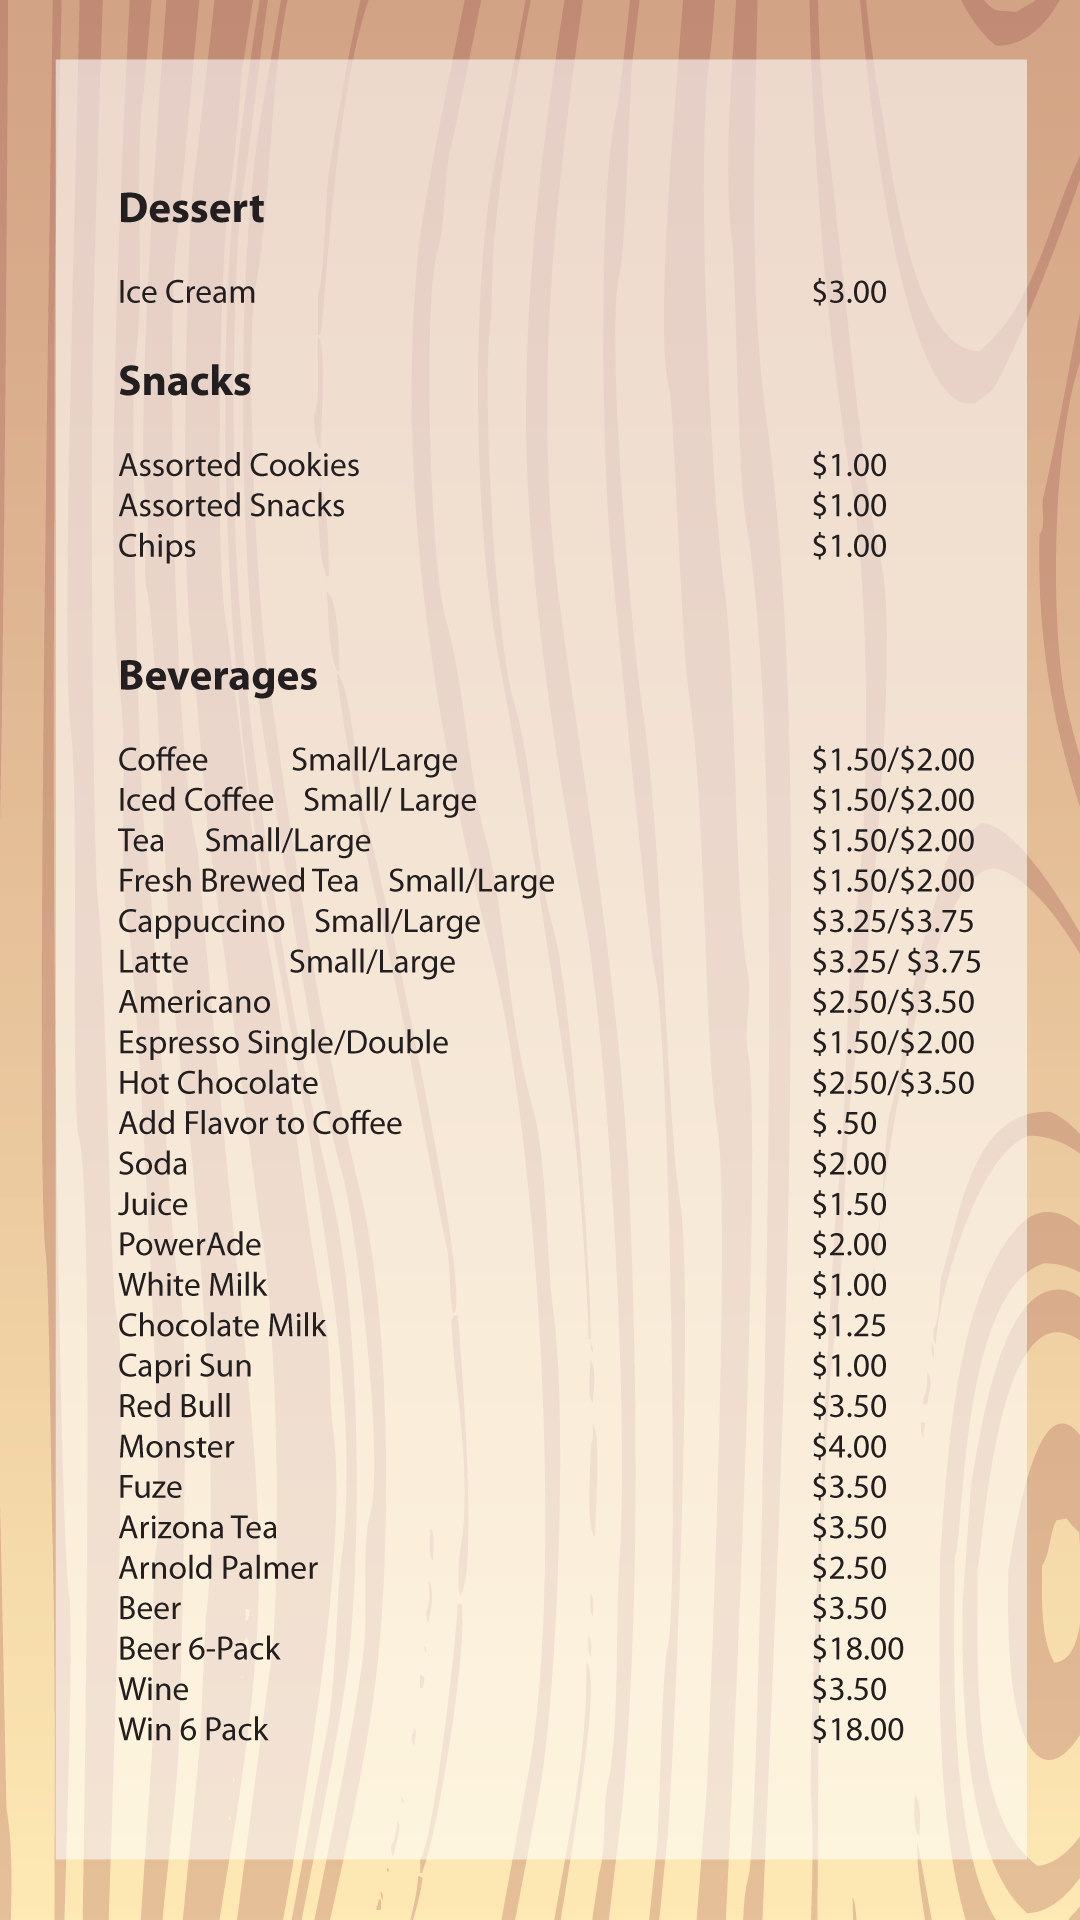 Dessert
Ice Cream $3.00
Snacks
Assorted Cookies $1.00
Assorted Snacks $1.00
Chips $1.00
Beverages
Coffee Small/Large $1.50/$2.00
Iced Coffee Small/ Large $1.50/$2.00
Tea Small/Large $1.50/$2.00
Fresh Brewed Tea Small/Large $1.50/$2.00
Cappuccino Small/Large $3.25/$3.75
Latte Small/Large $3.25/ $3.75
Americano $2.50/$3.50
Espresso Single/Double $1.50/$2.00
Hot Chocolate $2.50/$3.50
Add Flavor to Coffee $ .50
Soda $2.00
Juice $1.50
PowerAde $2.00
White Milk $1.00
Chocolate Milk $1.25
Capri Sun $1.00
Red Bull $3.50
Monster $4.00
Fuze $3.50
Arizona Tea $3.50
Arnold Palmer $2.50
Beer $3.50
Beer 6-Pack $18.00
Wine $3.50
Win 6 Pack $18.00